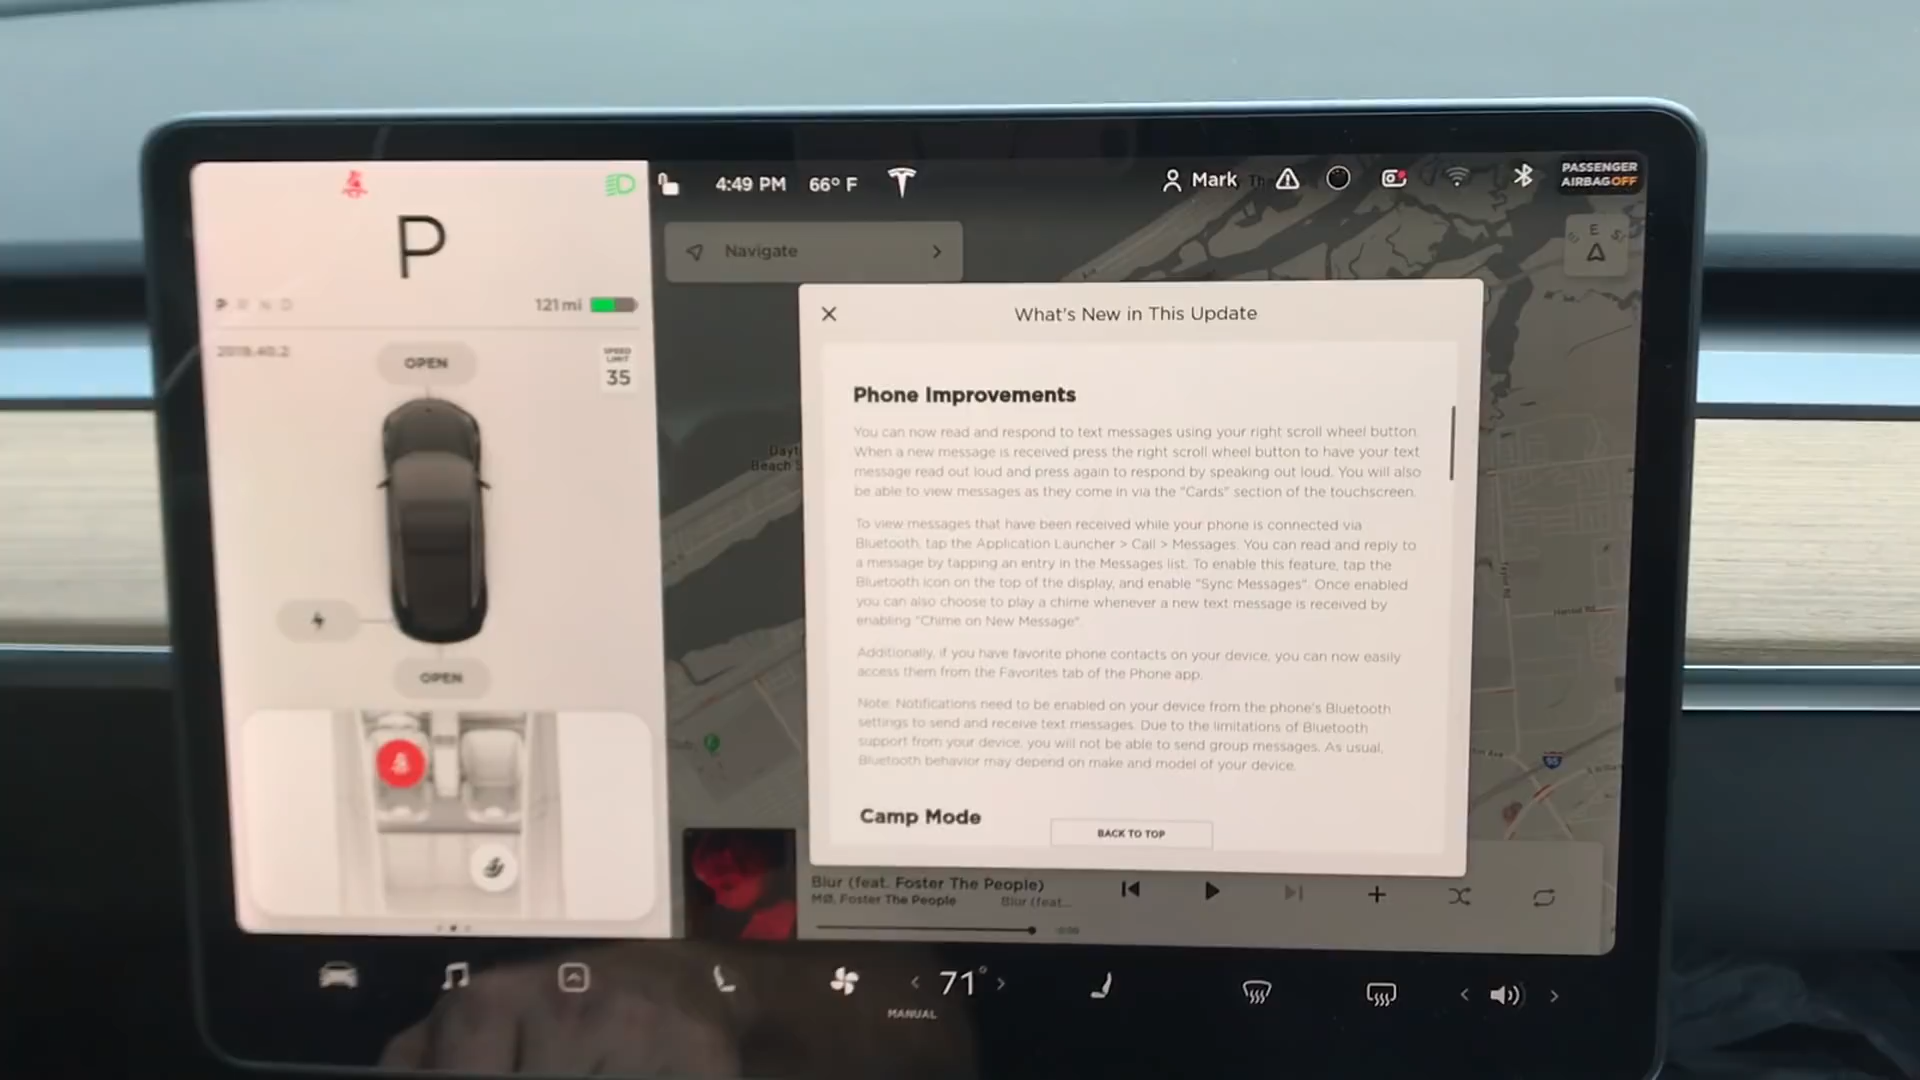 P
P R N D
121 mi
2019.40.2
SPEED
LIMIT
35
OPEN
OPEN
4:49 PM 66° F
Mark
PASSENGER
AIRBAG OFF
Navigate
E
What's New in This Update
Phone Improvements
You can now read and respond to text messages using your right scroll wheel button.
When a new message is received press the right scroll wheel button to have your text
message read out loud and press again to respond by speaking out loud. You will also
be able to view messages as they come in via the "Cards" section of the touchscreen.
To view messages that have been received while your phone is connected via
Bluetooth, tap the Application Launcher > Call > Messages. You can read and reply to
a message by tapping an entry in the Messages list. To enable this feature, tap the
Bluetooth icon on the top of the display, and enable "Sync Messages". Once enabled
you can also choose to play a chime whenever a new text message is received by
enabling "Chime on New Message".
Additionally, if you have favorite phone contacts on your device, you can now easily
access them from the Favorites tab of the Phone app.
Note: Notifications need to be enabled on your device from the phone's Bluetooth
settings to send and receive text messages. Due to the limitations of Bluetooth
support from your device, you will not be able to send group messages. As usual,
Bluetooth behavior may depend on make and model of your device.
Camp Mode
BACK TO TOP
Dayt
Beach S
95
Blur (feat. Foster The People)
MØ, Foster The People Blur (feat...
-0:00
71°
MANUAL